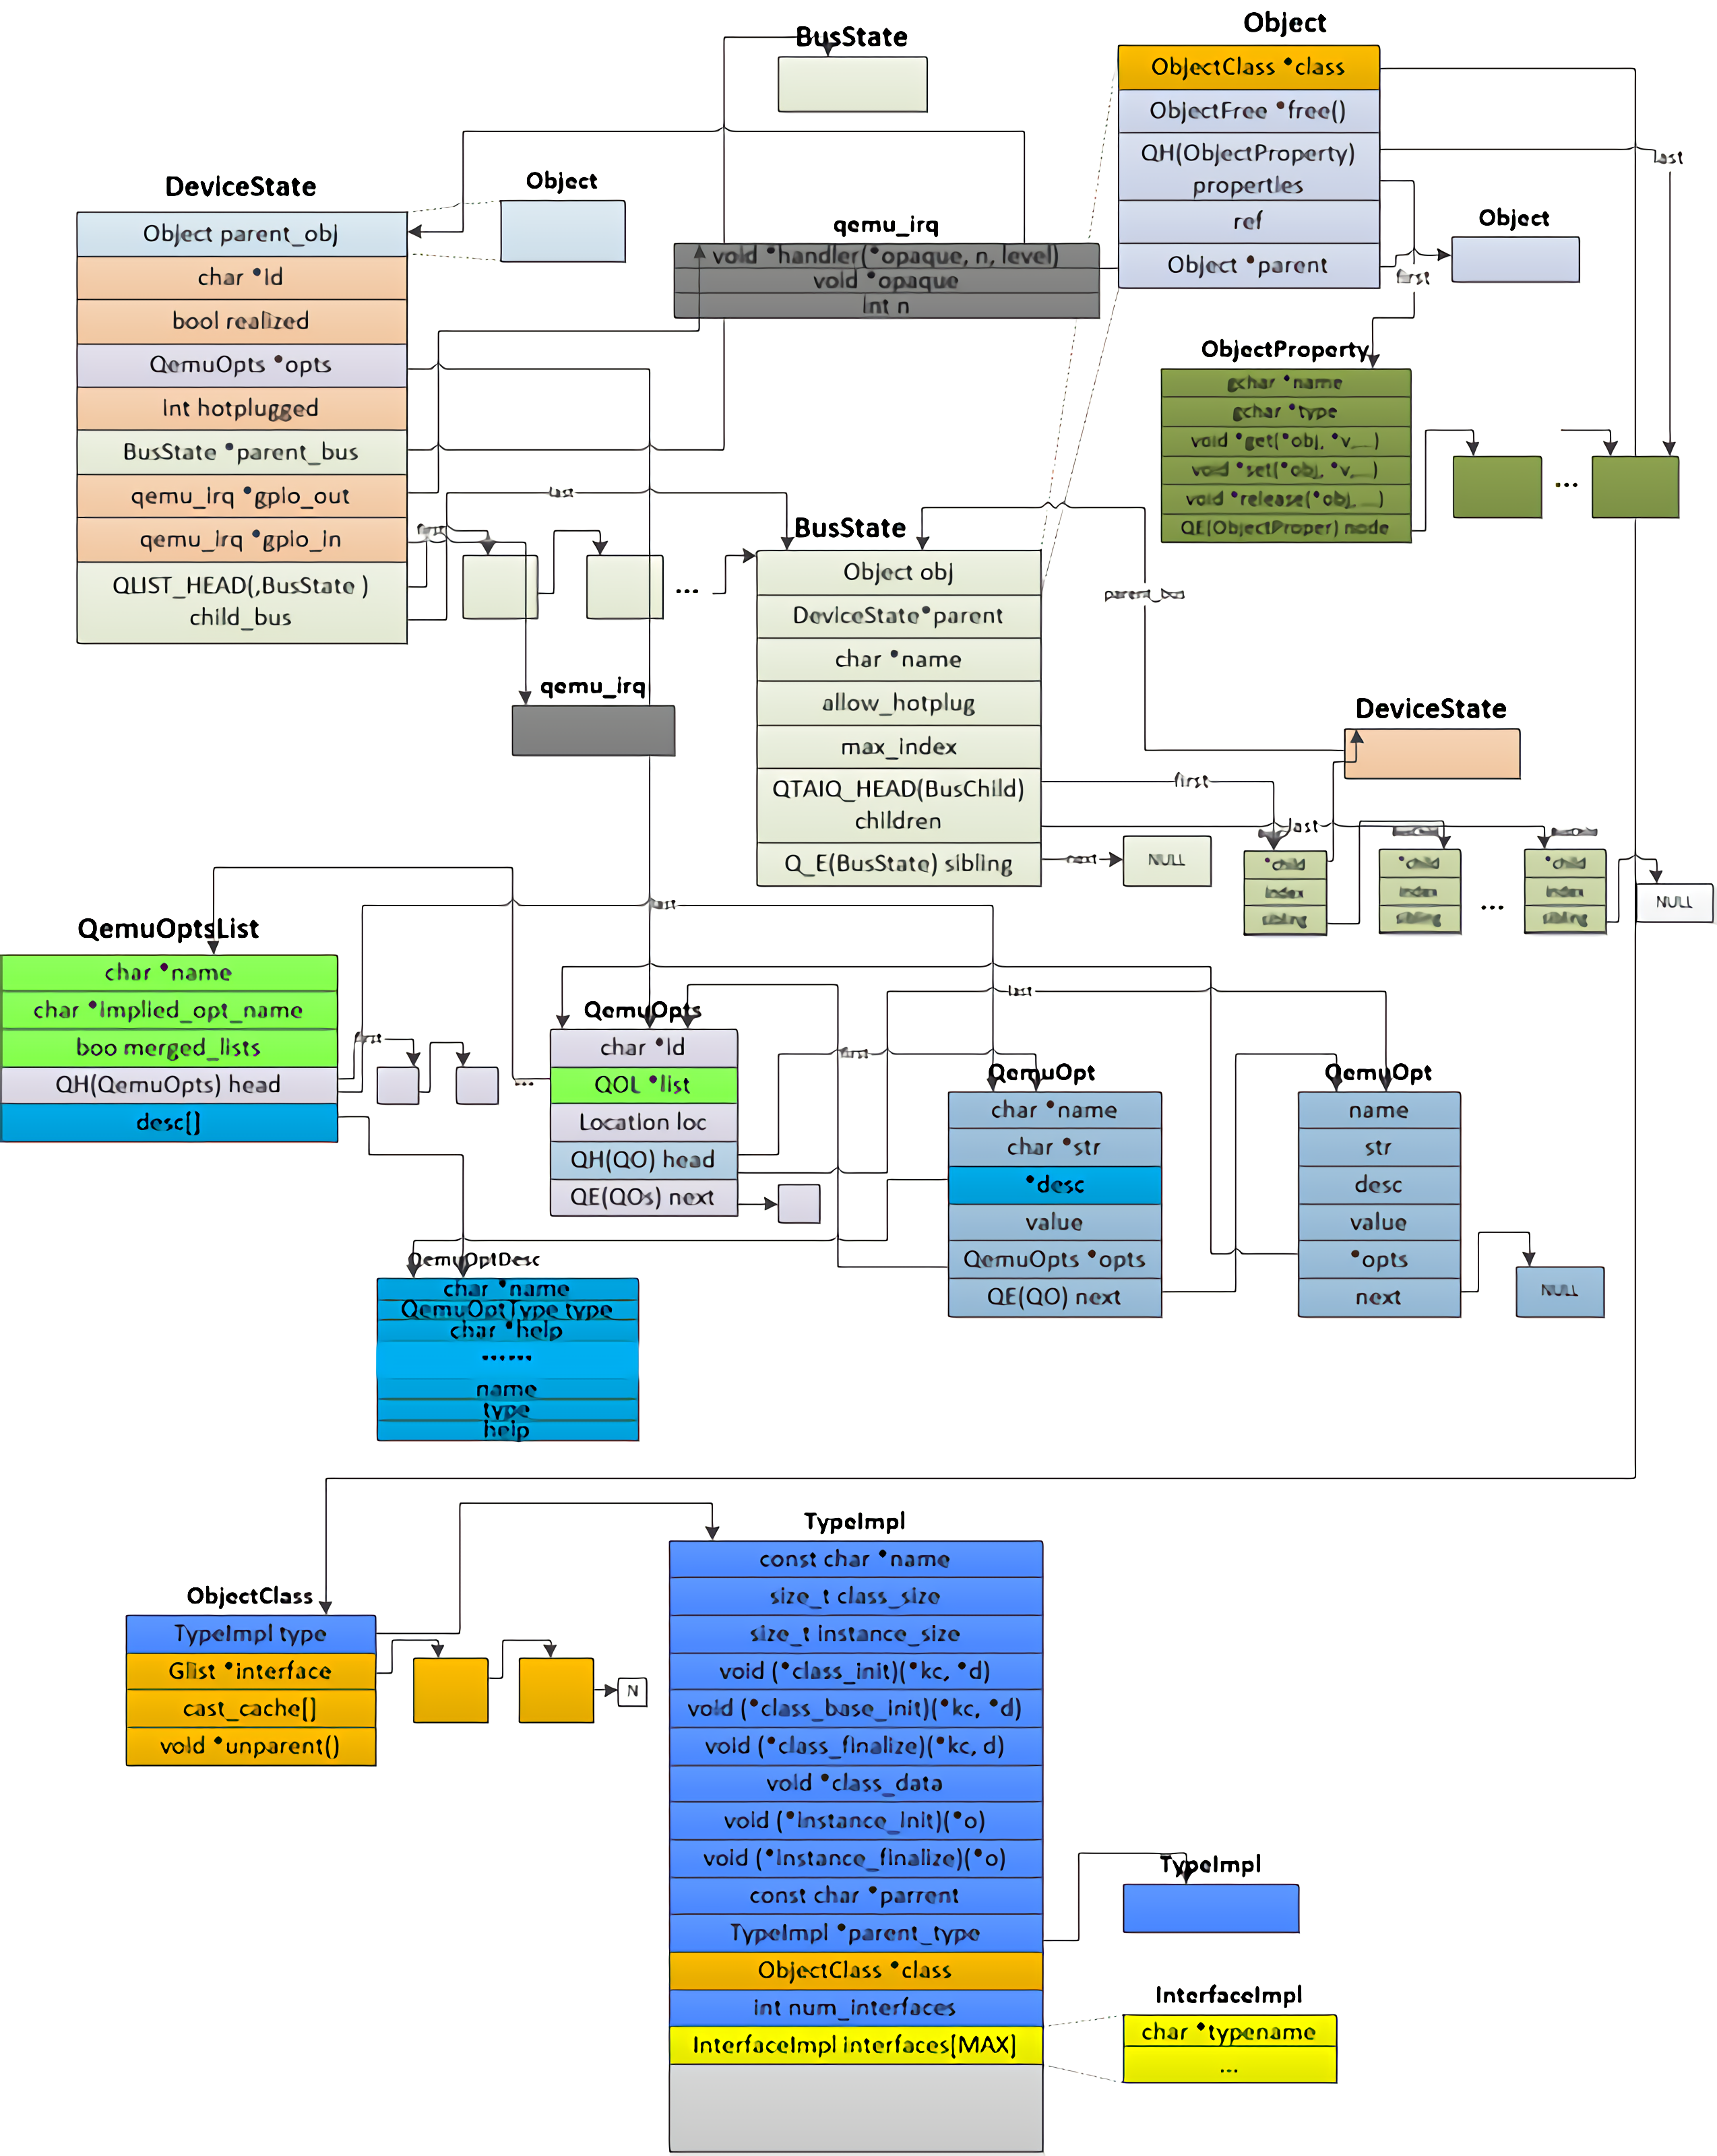 BusState
Object
ObjectClass *class
ObjectFree *free()
QH(ObjectProperty)
propertles
ref
Object *parent
last
first
Object
DeviceState
Object parent_obj
char *ld
bool realized
QemuOpts *opts
int hotplugged
BusState *parent_bus
qemu_irq *gplo_out
qemu_irq *gplo_in
QLIST_HEAD(,BusState )
child_bus
Object
qemu_irq
void *handler(*opaque, n, level)
void *opaque
int n
ObjectProperty
gchar *name
gchar *type
void *get(*obj, *v,...)
void *set(*obj, *v,...)
void *release(*obj,...)
QE(ObjectProper) node
...
last
first
...
qemu_irq
BusState
Object obj
DeviceState*parent
char *name
allow_hotplug
max_index
QTAIQ_HEAD(BusChild)
children
Q_E(BusState) sibling
parent_bus
first
last
next
NULL
DeviceState
*child
index
sibling
*child
index
sibling
...
*child
index
sibling
NULL
QemuOptsList
char *name
char *implied_opt_name
boo merged_lists
QH(QemuOpts) head
desc[]
last
first
...
QemuOpts
char *ld
QOL *list
Location loc
QH(QO) head
QE(QOs) next
first
last
QemuOpt
char *name
char *str
*desc
value
QemuOpts *opts
QE(QO) next
QemuOpt
name
str
desc
value
*opts
next
NULL
QemuOptDesc
char *name
QemuOptType type
char *help
......
name
type
help
ObjectClass
TypeImpl type
Glist *interface
cast_cache[]
void *unparent()
N
TypeImpl
const char *name
size_t class_size
size_t instance_size
void (*class_init)(*kc, *d)
void (*class_base_init)(*kc, *d)
void (*class_finalize)(*kc, d)
void *class_data
void (*instance_init)(*o)
void (*instance_finalize)(*o)
const char *parrent
TypeImpl *parent_type
ObjectClass *class
int num_interfaces
InterfaceImpl interfaces[MAX]
TypeImpl
InterfaceImpl
char *typename
...